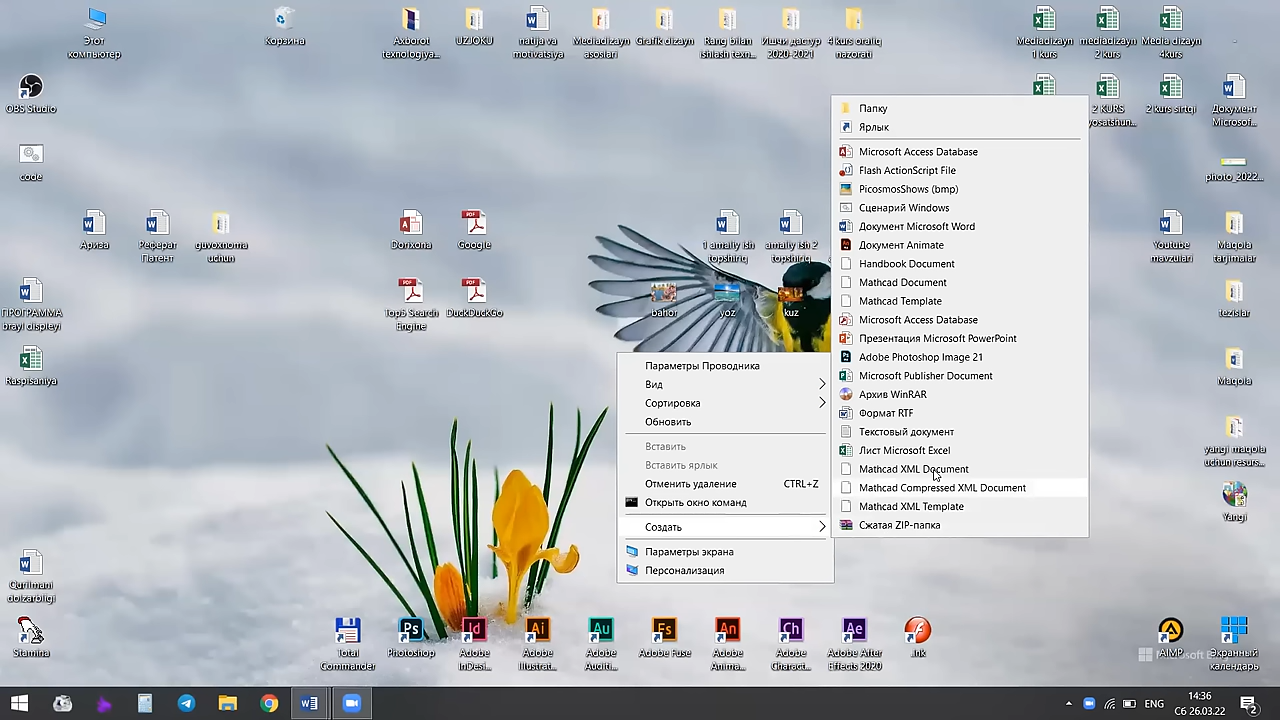 Этот
компьютер
Корзина
Axborot
texnologiya...
UZJOKU
natija va
motivatsiya
Mediadizayn
asoslari
Grafik dizayn
Rang bilan
ishlash texn...
Ишчи дастур
2020-2021
4 kurs oraliq
nazorati
Mediadizayn
1 kurs
mediadizayn
2 kurs
Media dizayn
4kurs
OBS Studio
2 KURS
yosatshun...
2 kurs sirtqi
Документ
Microsof...
code
photo_2022...
Ариза
Реферат
Патент
guvoxnoma
uchun
Dorixona
Google
1 amaliy ish
topshiriq
amaliy ish 2
topshiriq
Youtube
mavzulari
Maqola
tarjimalar
ПРОГРАММА
brayl displeyi
Top5 Search
Engine
DuckDuckGo
bahor
yoz
kuz
tezislar
Raspisaniya
Maqola
yangi maqola
uchun resurs...
Yangi
Qurilmani
dolzarbligi
Stamina
Папку
Ярлык
Microsoft Access Database
Flash ActionScript File
PicosmosShows (bmp)
Сценарий Windows
Документ Microsoft Word
Документ Animate
Handbook Document
Mathcad Document
Mathcad Template
Microsoft Access Database
Презентация Microsoft PowerPoint
Adobe Photoshop Image 21
Microsoft Publisher Document
Архив WinRAR
Формат RTF
Текстовый документ
Лист Microsoft Excel
Mathcad XML Document
Mathcad Compressed XML Document
Mathcad XML Template
Сжатая ZIP-папка
Параметры Проводника
Вид
Сортировка
Обновить
Вставить
Вставить ярлык
Отменить удаление CTRL+Z
Открыть окно команд
Создать
Параметры экрана
Персонализация
Total
Commander
Photoshop
Adobe
InDesi...
Adobe
Illustrat...
Adobe
Auditi...
Adobe Fuse
Adobe
Anima...
Adobe
Charact...
Adobe After
Effects 2020
.lnk
AIMP
Экранный
календарь
ENG
14:36
Сб 26.03.22
2